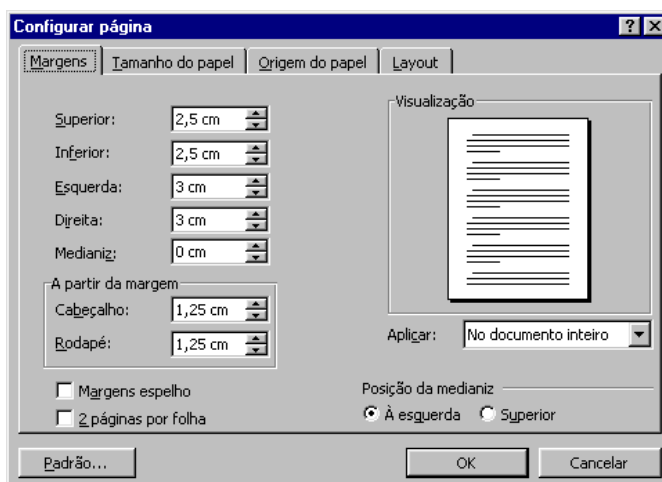 Configurar página
Margens Tamanho do papel Origem do papel Layout
Superior: 2,5 cm
Inferior: 2,5 cm
Esquerda: 3 cm
Direita: 3 cm
Medianiz: 0 cm
A partir da margem
Cabeçalho: 1,25 cm
Rodapé: 1,25 cm
Margens espelho
2 páginas por folha
Visualização
Aplicar: No documento inteiro
Posição da medianiz
À esquerda Superior
Padrão... OK Cancelar